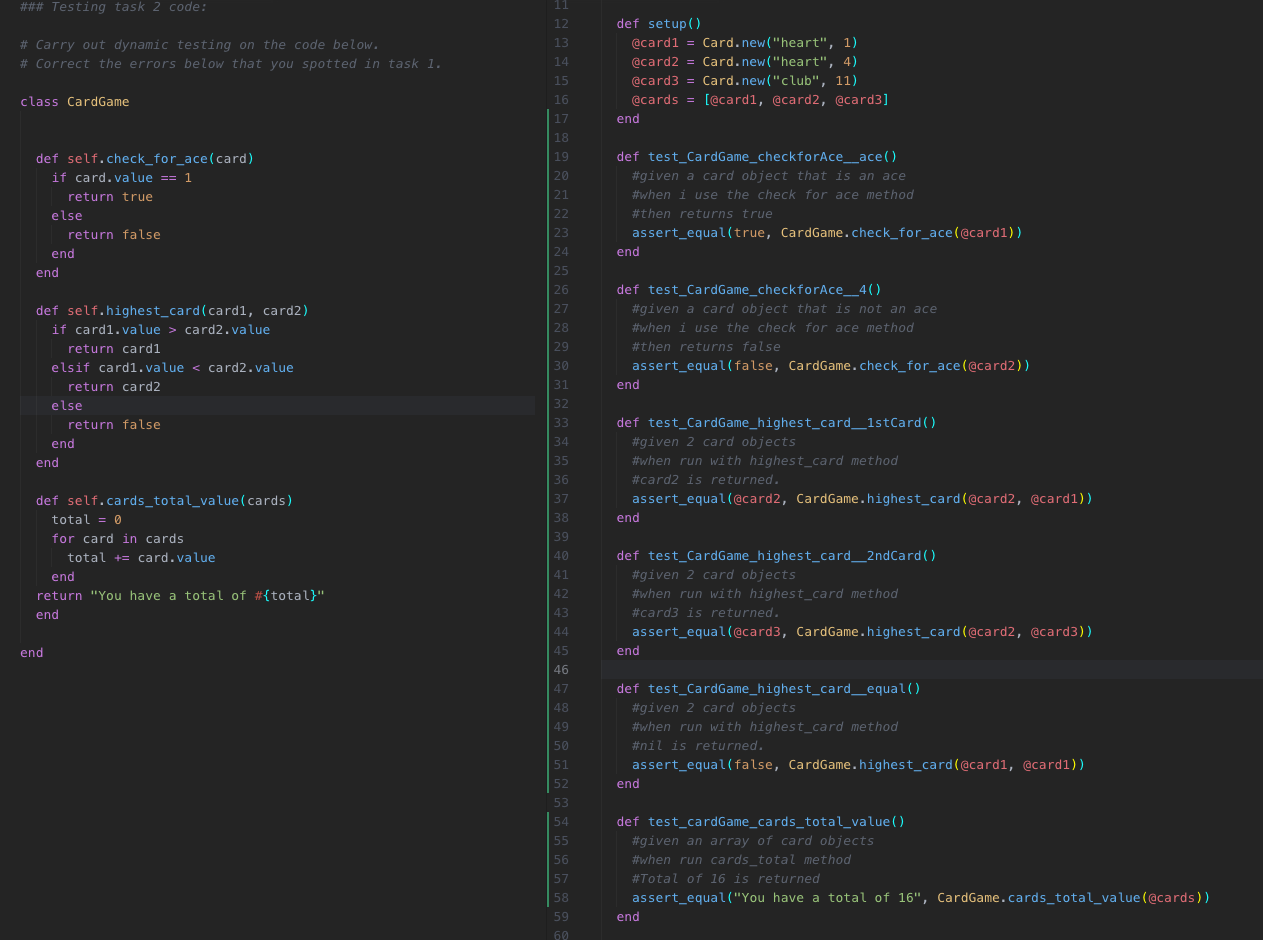 ### Testing task 2 code:
# Carry out dynamic testing on the code below.
# Correct the errors below that you spotted in task 1.
class CardGame
def self.check_for_ace(card)
if card.value == 1
return true
else
return false
end
end
def self.highest_card(card1, card2)
if card1.value > card2.value
return card1
elsif card1.value < card2.value
return card2
else
return false
end
end
def self.cards_total_value(cards)
total = 0
for card in cards
total += card.value
end
return "You have a total of #{total}"
end
end
11
12 def setup()
13 @card1 = Card.new("heart", 1)
14 @card2 = Card.new("heart", 4)
15 @card3 = Card.new("club", 11)
16 @cards = [@card1, @card2, @card3]
17 end
18
19 def test_CardGame_checkforAce__ace()
20 #given a card object that is an ace
21 #when i use the check for ace method
22 #then returns true
23 assert_equal(true, CardGame.check_for_ace(@card1))
24 end
25
26 def test_CardGame_checkforAce__4()
27 #given a card object that is not an ace
28 #when i use the check for ace method
29 #then returns false
30 assert_equal(false, CardGame.check_for_ace(@card2))
31 end
32
33 def test_CardGame_highest_card__1stCard()
34 #given 2 card objects
35 #when run with highest_card method
36 #card2 is returned.
37 assert_equal(@card2, CardGame.highest_card(@card2, @card1))
38 end
39
40 def test_CardGame_highest_card__2ndCard()
41 #given 2 card objects
42 #when run with highest_card method
43 #card3 is returned.
44 assert_equal(@card3, CardGame.highest_card(@card2, @card3))
45 end
46
47 def test_CardGame_highest_card__equal()
48 #given 2 card objects
49 #when run with highest_card method
50 #nil is returned.
51 assert_equal(false, CardGame.highest_card(@card1, @card1))
52 end
53
54 def test_cardGame_cards_total_value()
55 #given an array of card objects
56 #when run cards_total method
57 #Total of 16 is returned
58 assert_equal("You have a total of 16", CardGame.cards_total_value(@cards))
59 end
60